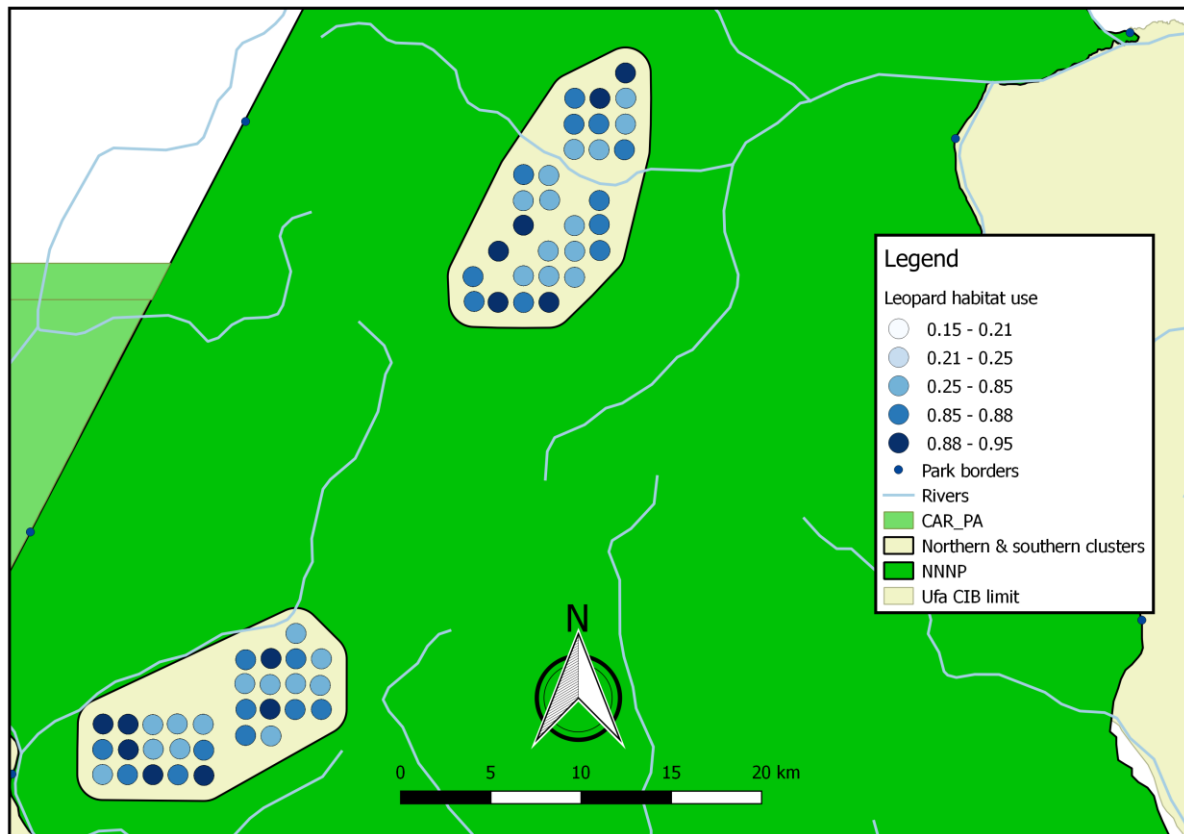 Legend
Leopard habitat use
0.15 - 0.21
0.21 - 0.25
0.25 - 0.85
0.85 - 0.88
0.88 - 0.95
Park borders
Rivers
CAR_PA
Northern & southern clusters
NNNP
Ufa CIB limit
N
0 5 10 15 20 km